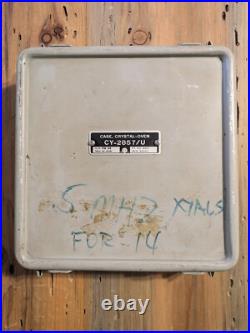 CASE, CRYSTAL-OVEN
CY-2857/U
5 MHZ XTALS
FOR-14